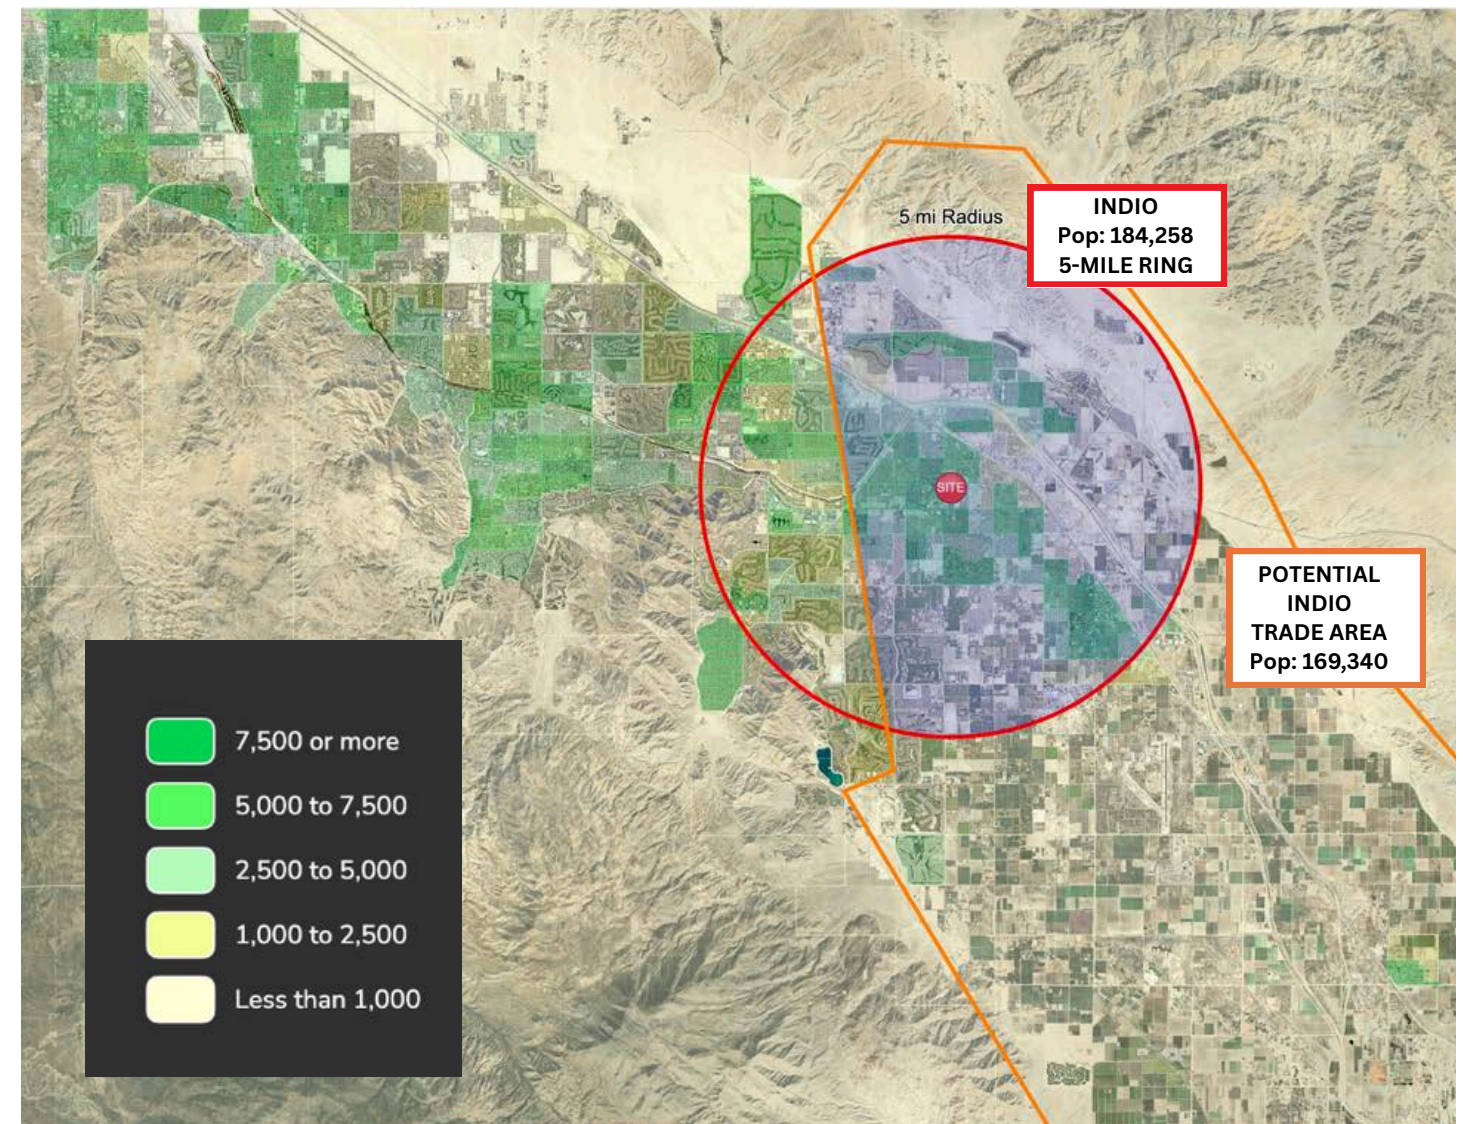 5 mi Radius
INDIO
Pop: 184,258
5-MILE RING
SITE
POTENTIAL
INDIO
TRADE AREA
Pop: 169,340
7,500 or more
5,000 to 7,500
2,500 to 5,000
1,000 to 2,500
Less than 1,000